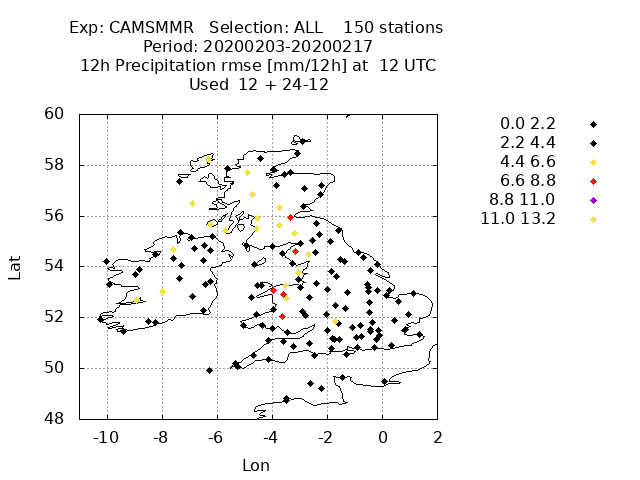 Exp: CAMSMMR   Selection: ALL    150 stations
Period: 20200203-20200217
12h Precipitation rmse [mm/12h] at  12 UTC
Used  12 + 24-12
0.0 2.2
2.2 4.4
4.4 6.6
6.6 8.8
8.8 11.0
11.0 13.2
60
58
56
54
52
50
48
Lat
-10 -8 -6 -4 -2 0 2
Lon